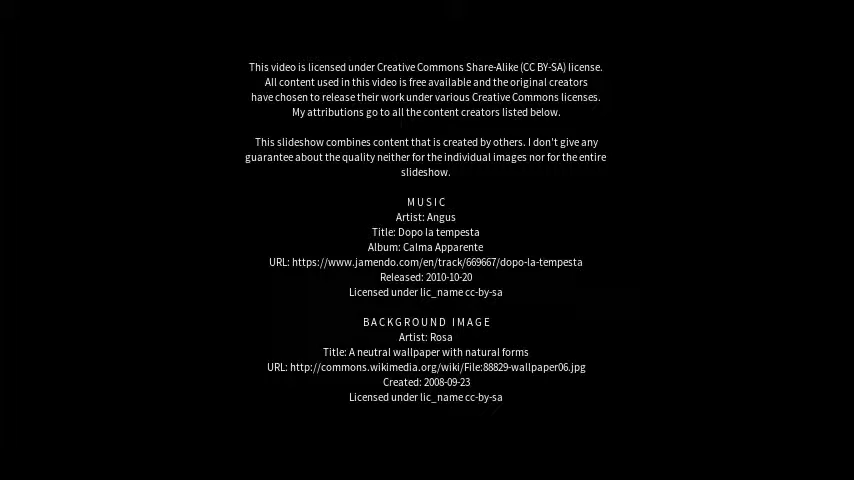 This video is licensed under Creative Commons Share-Alike (CC BY-SA) license.
All content used in this video is free available and the original creators
have chosen to release their work under various Creative Commons licenses.
My attributions go to all the content creators listed below.
This slideshow combines content that is created by others. I don't give any
guarantee about the quality neither for the individual images nor for the entire
slideshow.
MUSIC
Artist: Angus
Title: Dopo la tempesta
Album: Calma Apparente
URL: https://www.jamendo.com/en/track/669667/dopo-la-tempesta
Released: 2010-10-20
Licensed under lic_name cc-by-sa
BACKGROUND IMAGE
Artist: Rosa
Title: A neutral wallpaper with natural forms
URL: http://commons.wikimedia.org/wiki/File:88829-wallpaper06.jpg
Created: 2008-09-23
Licensed under lic_name cc-by-sa